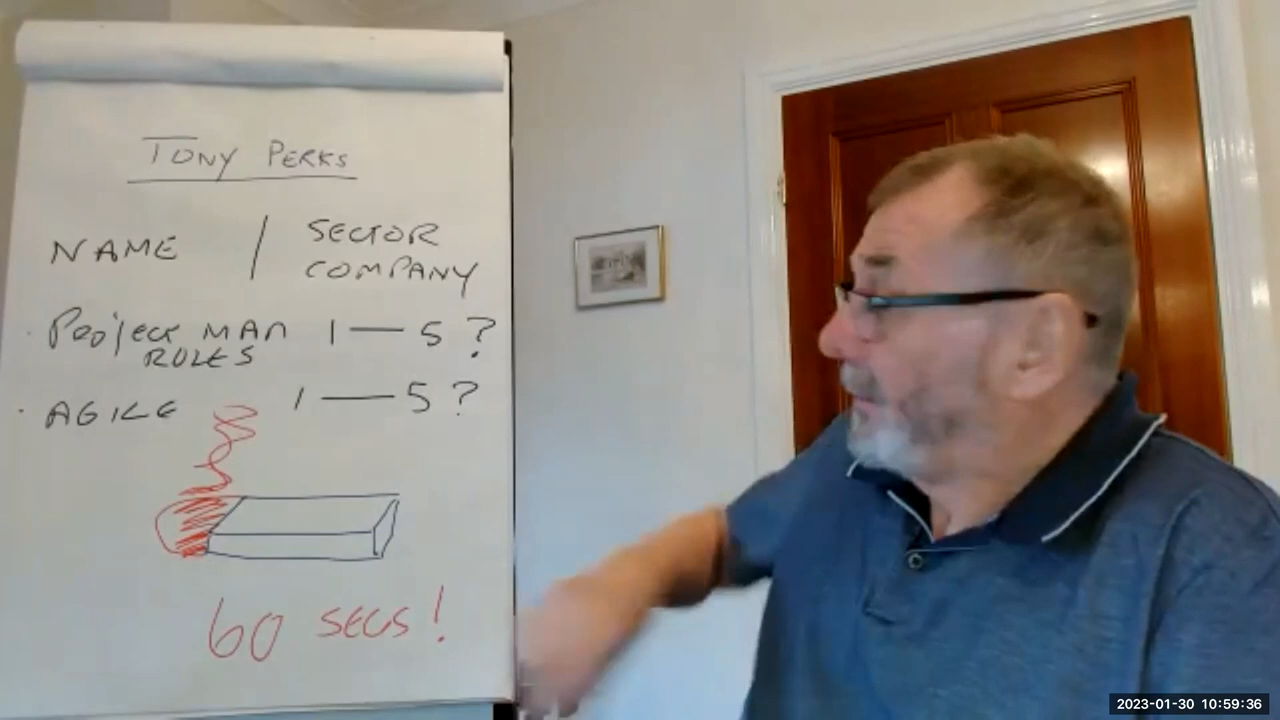 TONY PERKS
NAME / SECTOR
COMPANY
· Project MAN 1 — 5 ?
ROLES
· AGILE 1 — 5 ?
60 SECS!
2023-01-30 10:59:36